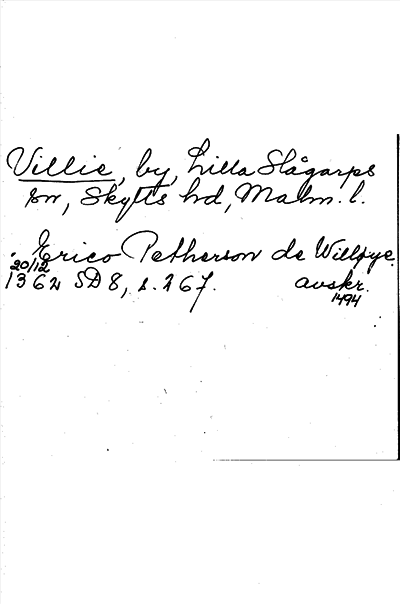 Villie, by, Lilla Slågarps
sn, Skytts hd, Malm. l.
Erico Petherson de Willyye.
20/12
1362 SD 8, s. 267. avskr.
1494